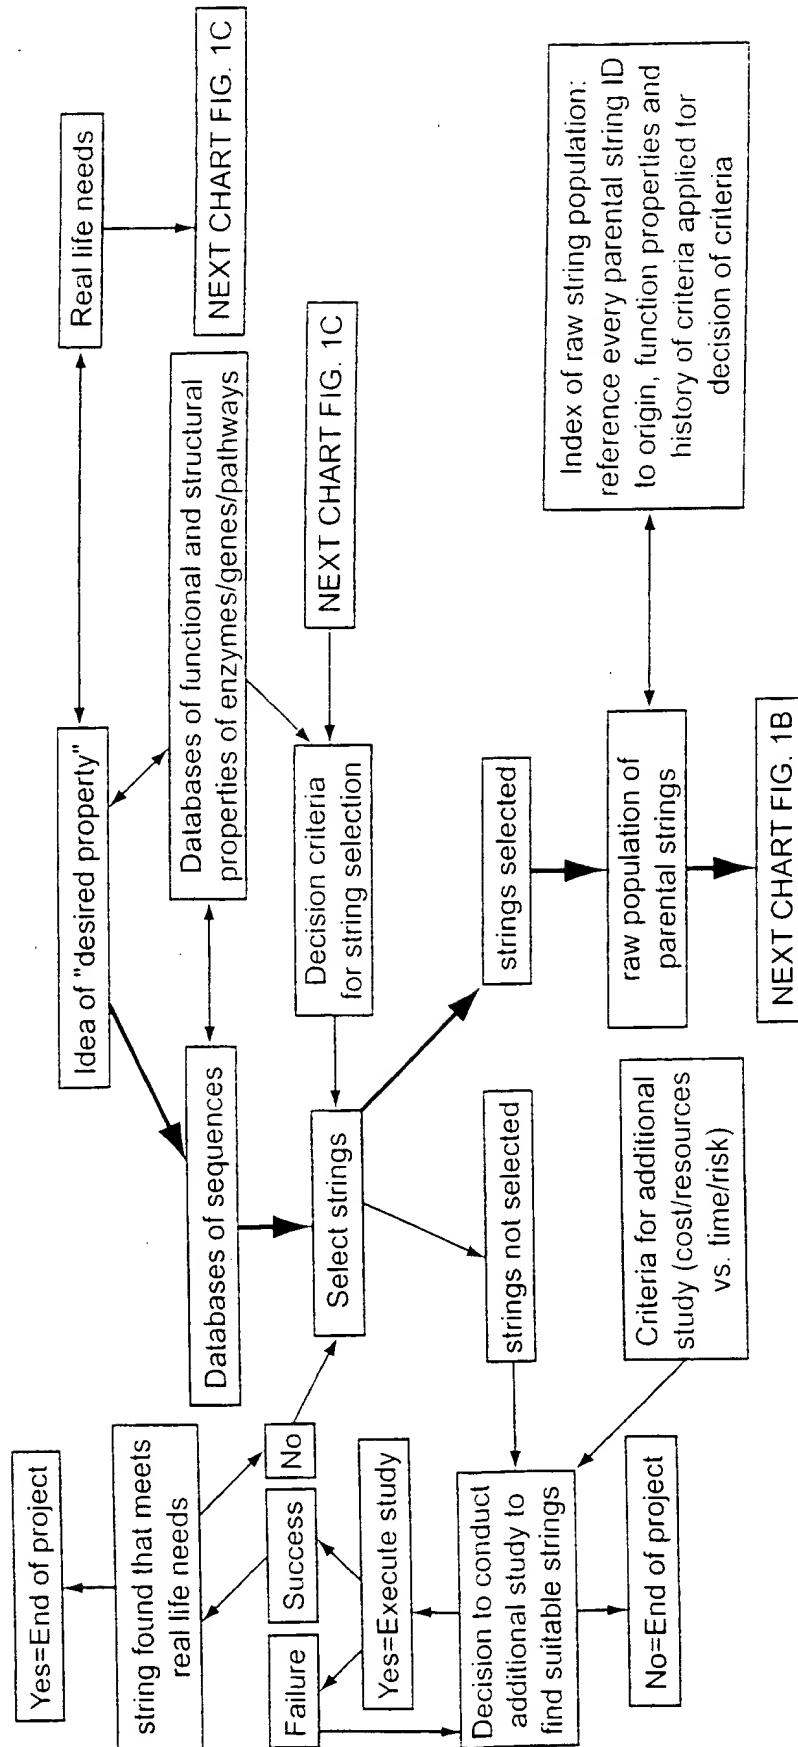 Yes=End of project
string found that meets
real life needs
Failure
Success
No
Yes=Execute study
Decision to conduct
additional study to
find suitable strings
No=End of project
Idea of "desired property"
Real life needs
NEXT CHART FIG. 1C
Databases of sequences
Databases of functional and structural
properties of enzymes/genes/pathways
Select strings
Decision criteria
for string selection
NEXT CHART FIG. 1C
strings not selected
strings selected
Criteria for additional
study (cost/resources
vs. time/risk)
raw population of
parental strings
NEXT CHART FIG. 1B
Index of raw string population:
reference every parental string ID
to origin, function properties and
history of criteria applied for
decision of criteria